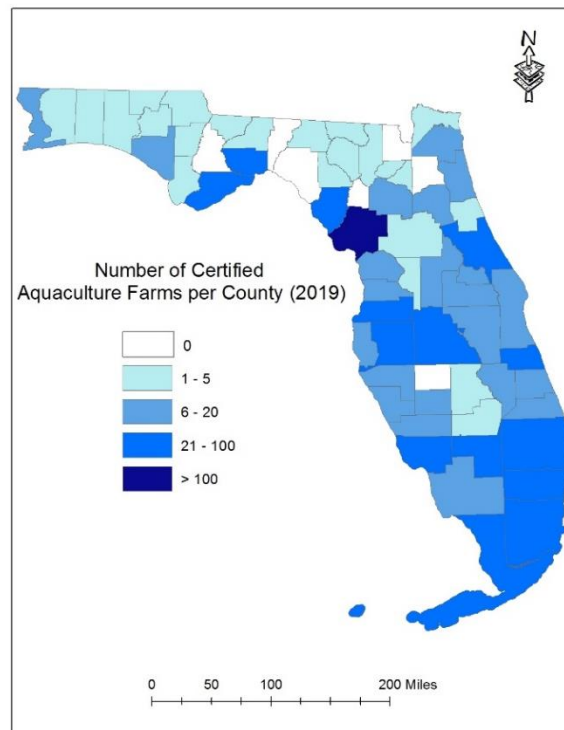 N
Number of Certified
Aquaculture Farms per County (2019)
0
1 - 5
6 - 20
21 - 100
> 100
0 50 100 200 Miles